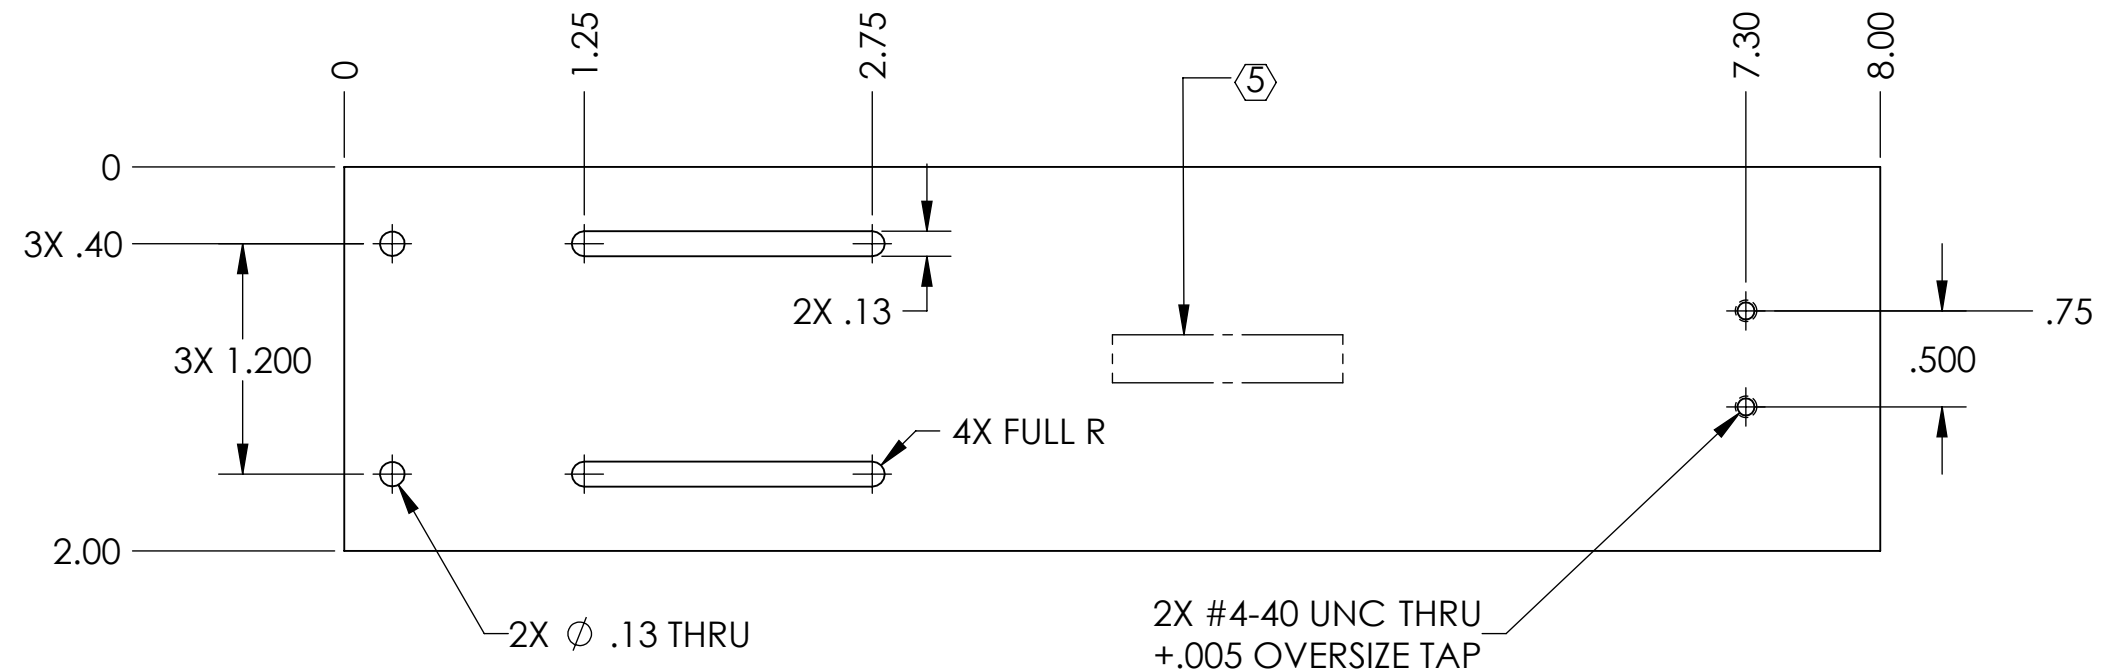 0
1.25
2.75
7.30
8.00
5
0
3X .40
2X .13
.75
3X 1.200
.500
4X FULL R
2.00
2X ∅ .13 THRU
2X #4-40 UNC THRU
+.005 OVERSIZE TAP